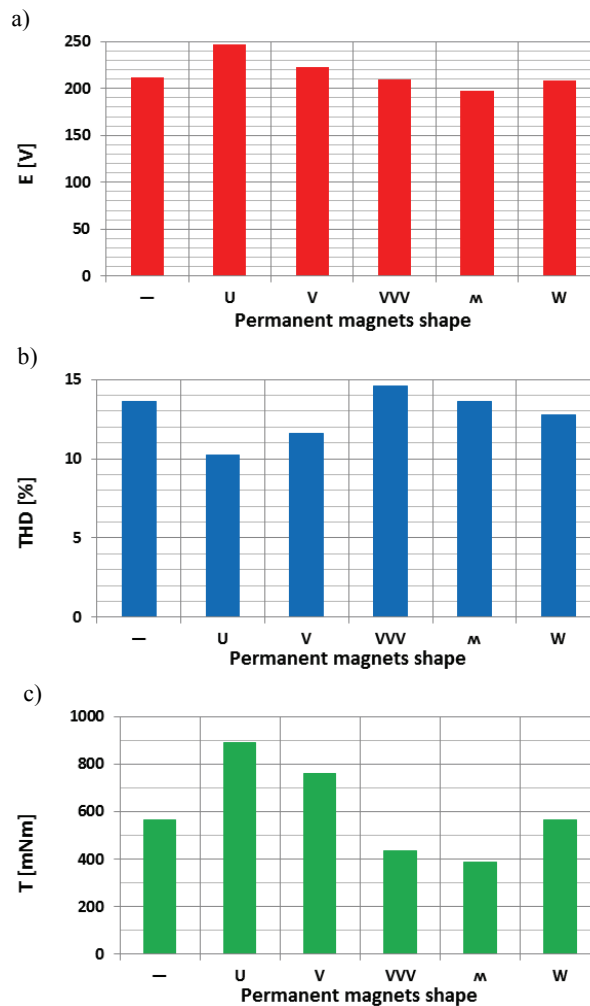 a)
250
200
150
100
50
0
E [V]
— U V VVV ʍ W
Permanent magnets shape
b)
15
10
5
0
THD [%]
— U V VVV ʍ W
Permanent magnets shape
c)
1000
800
600
400
200
0
T [mNm]
— U V VVV ʍ W
Permanent magnets shape